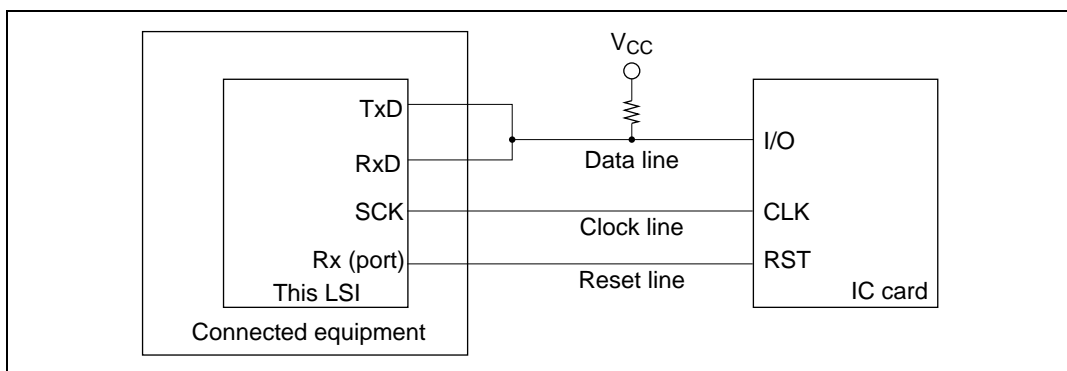 VCC
TxD
I/O
RxD
Data line
SCK
CLK
Clock line
Rx (port)
RST
Reset line
This LSI
IC card
Connected equipment